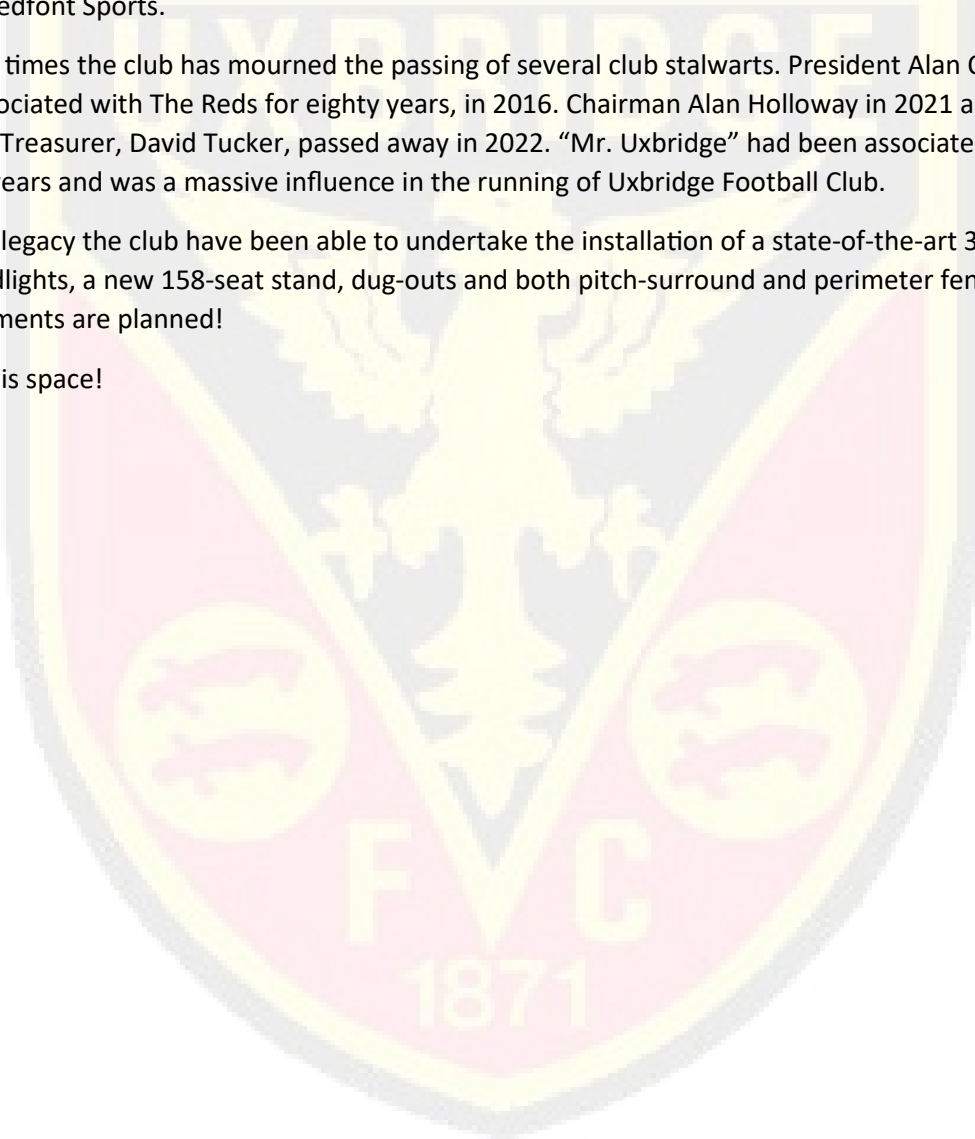 UXBRIDGE
edfont Sports.
times the club has mourned the passing of several club stalwarts. President Alan
ociated with The Reds for eighty years, in 2016. Chairman Alan Holloway in 2021 a
Treasurer, David Tucker, passed away in 2022. “Mr. Uxbridge” had been associate
ears and was a massive influence in the running of Uxbridge Football Club.
legacy the club have been able to undertake the installation of a state-of-the-art 3
dlights, a new 158-seat stand, dug-outs and both pitch-surround and perimeter fen
ments are planned!
is space!
F C
1871